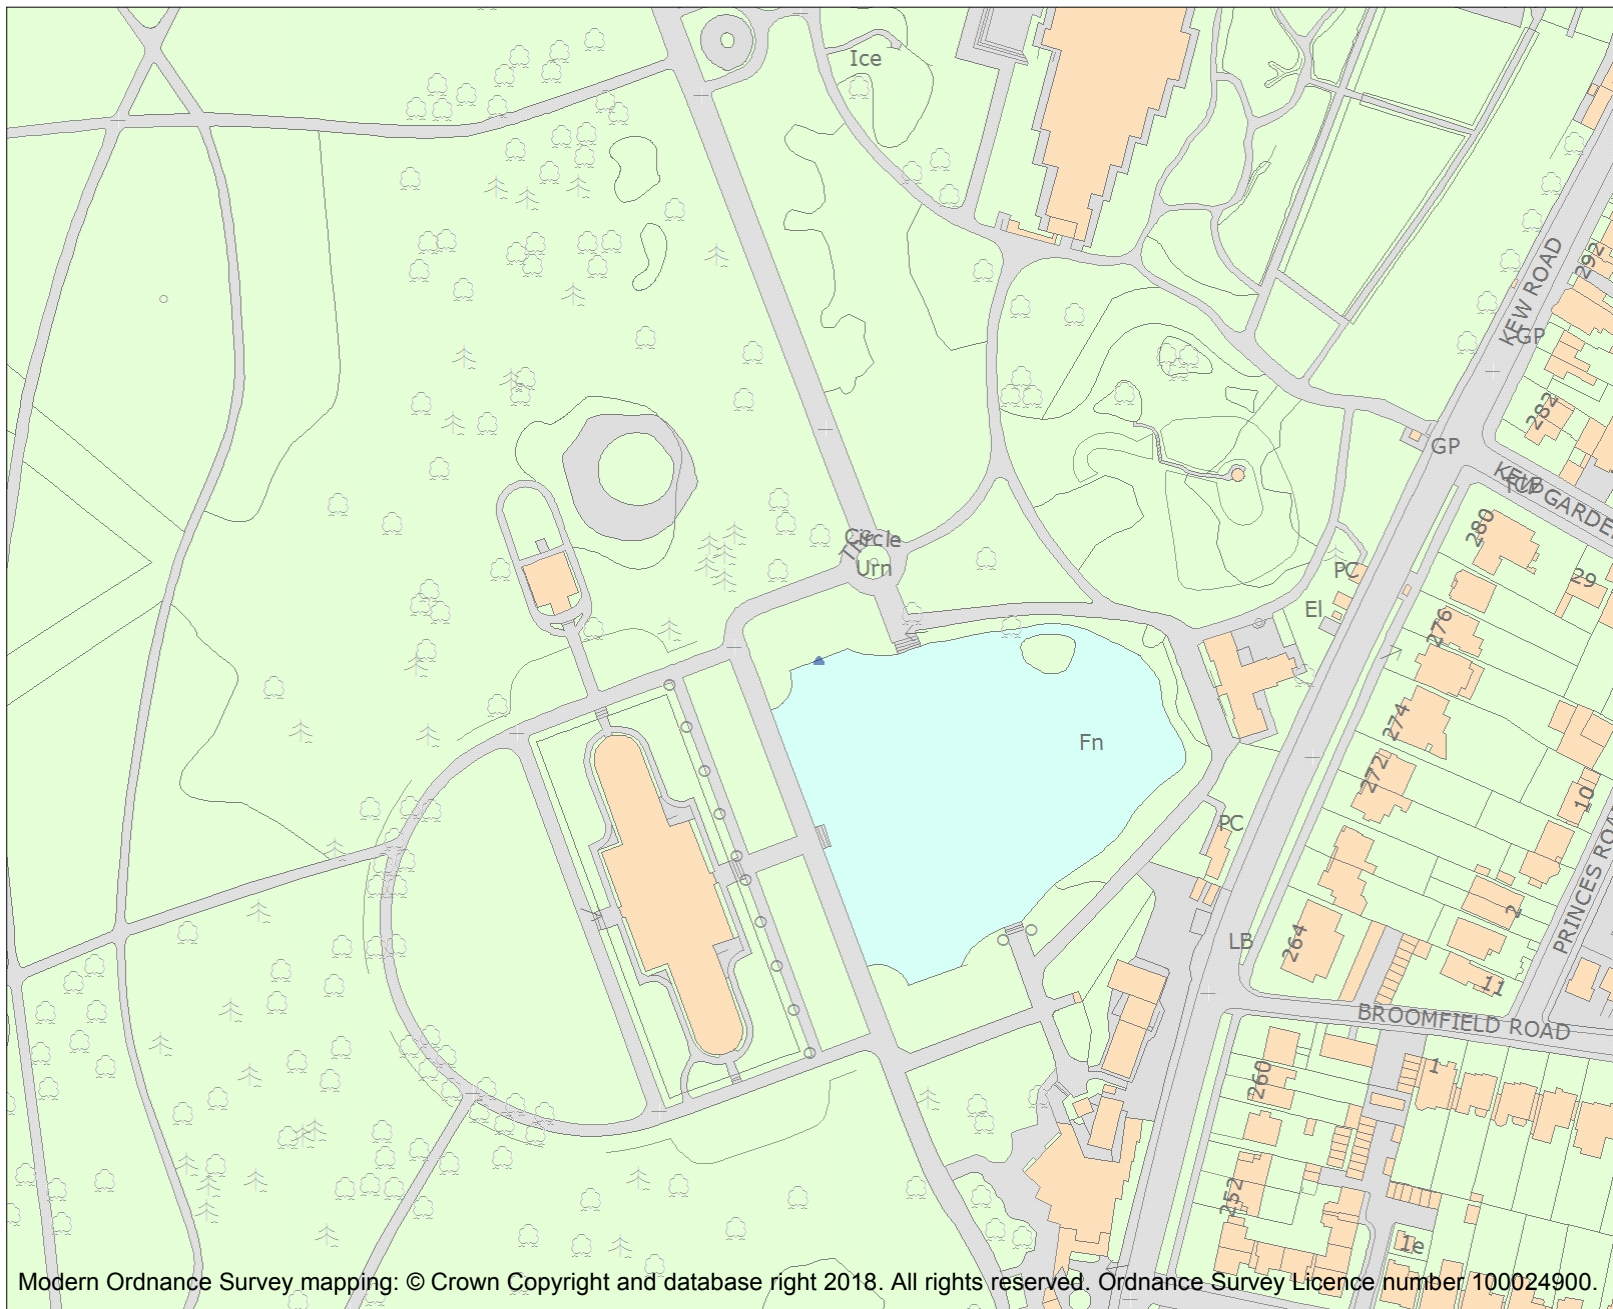 Ice
KEW ROAD
292
GP
282
GP
KEW GARDE
280
The
Circle
Urn
PC
29
El
276
274
Fn
272
10
PC
PRINCES ROA
2
LB
264
11
BROOMFIELD ROAD
260
1
252
1e
Modern Ordnance Survey mapping: © Crown Copyright and database right 2018. All rights reserved. Ordnance Survey Licence number 100024900.